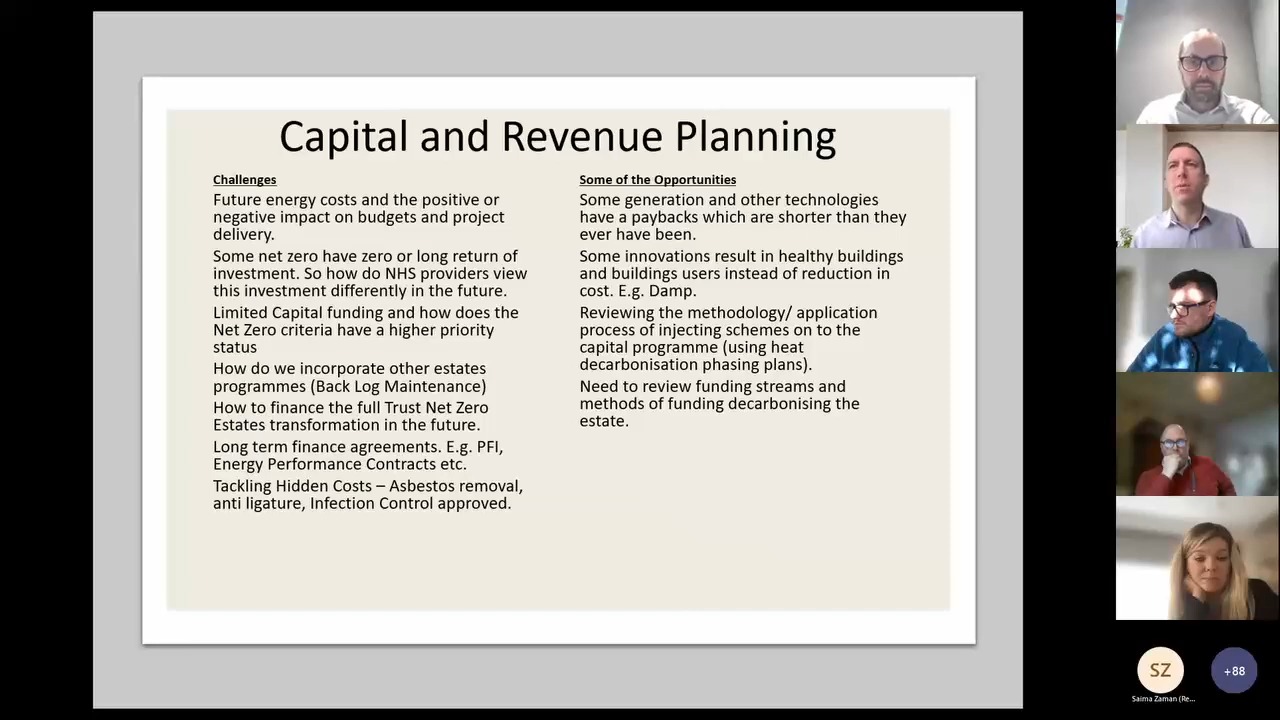 Capital and Revenue Planning
Challenges
Future energy costs and the positive or
negative impact on budgets and project
delivery.
Some net zero have zero or long return of
investment. So how do NHS providers view
this investment differently in the future.
Limited Capital funding and how does the
Net Zero criteria have a higher priority
status
How do we incorporate other estates
programmes (Back Log Maintenance)
How to finance the full Trust Net Zero
Estates transformation in the future.
Long term finance agreements. E.g. PFI,
Energy Performance Contracts etc.
Tackling Hidden Costs – Asbestos removal,
anti ligature, Infection Control approved.
Some of the Opportunities
Some generation and other technologies
have a paybacks which are shorter than they
ever have been.
Some innovations result in healthy buildings
and buildings users instead of reduction in
cost. E.g. Damp.
Reviewing the methodology/ application
process of injecting schemes on to the
capital programme (using heat
decarbonisation phasing plans).
Need to review funding streams and
methods of funding decarbonising the
estate.
SZ
+88
Saima Zaman (Re...